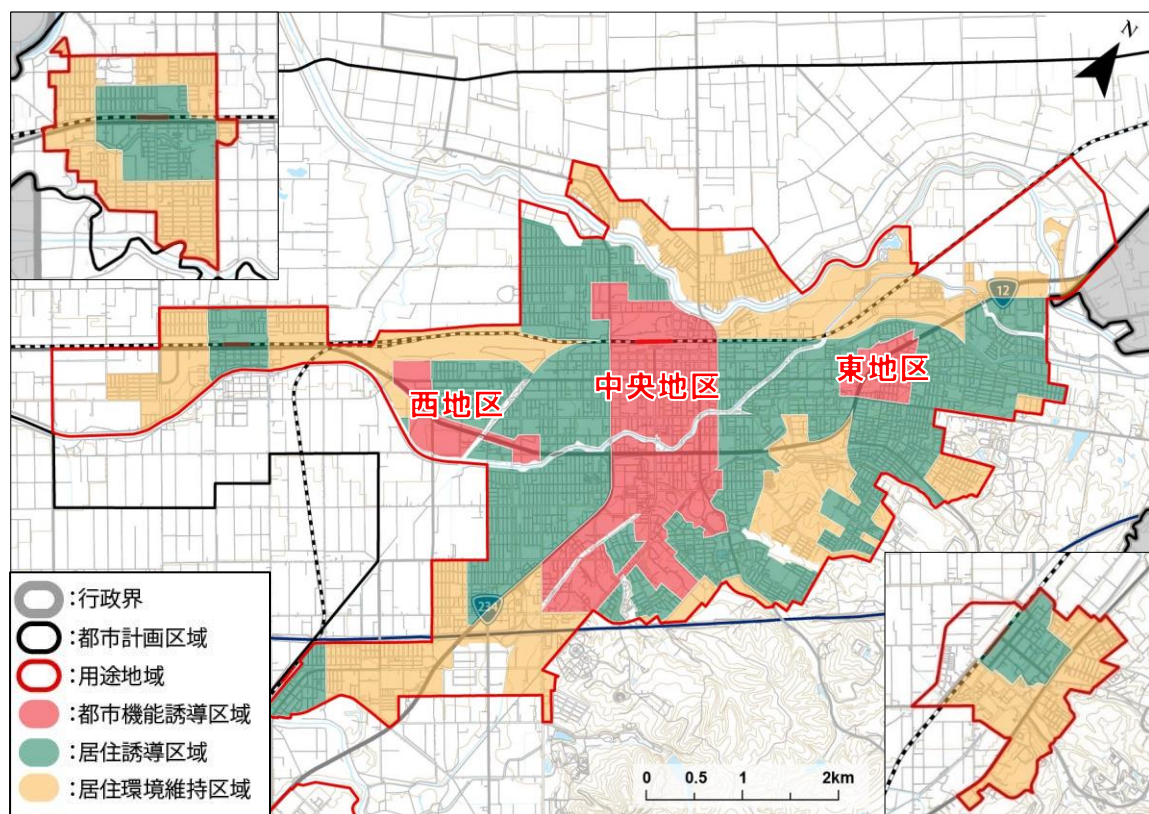 N
12
西地区
中央地区
東地区
234
:行政界
:都市計画区域
:用途地域
:都市機能誘導区域
:居住誘導区域
:居住環境維持区域
0 0.5 1 2km